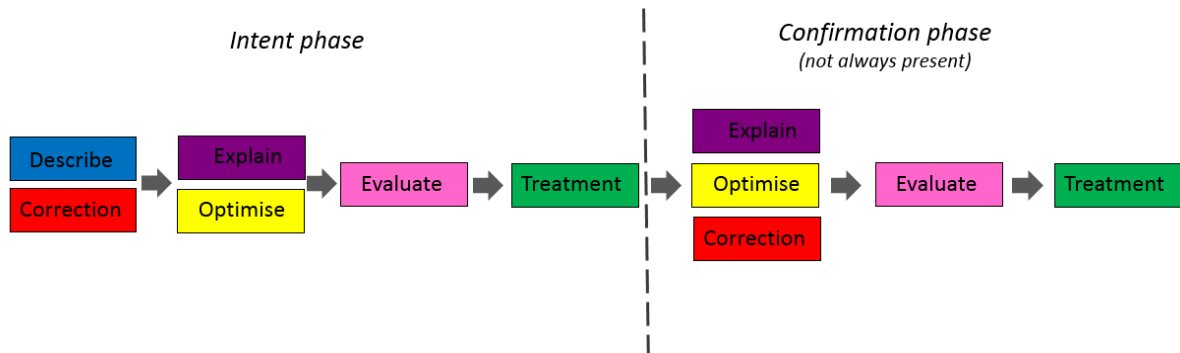 Intent phase
Confirmation phase
(not always present)
Describe
Correction
Explain
Optimise
Evaluate
Treatment
Explain
Optimise
Correction
Evaluate
Treatment